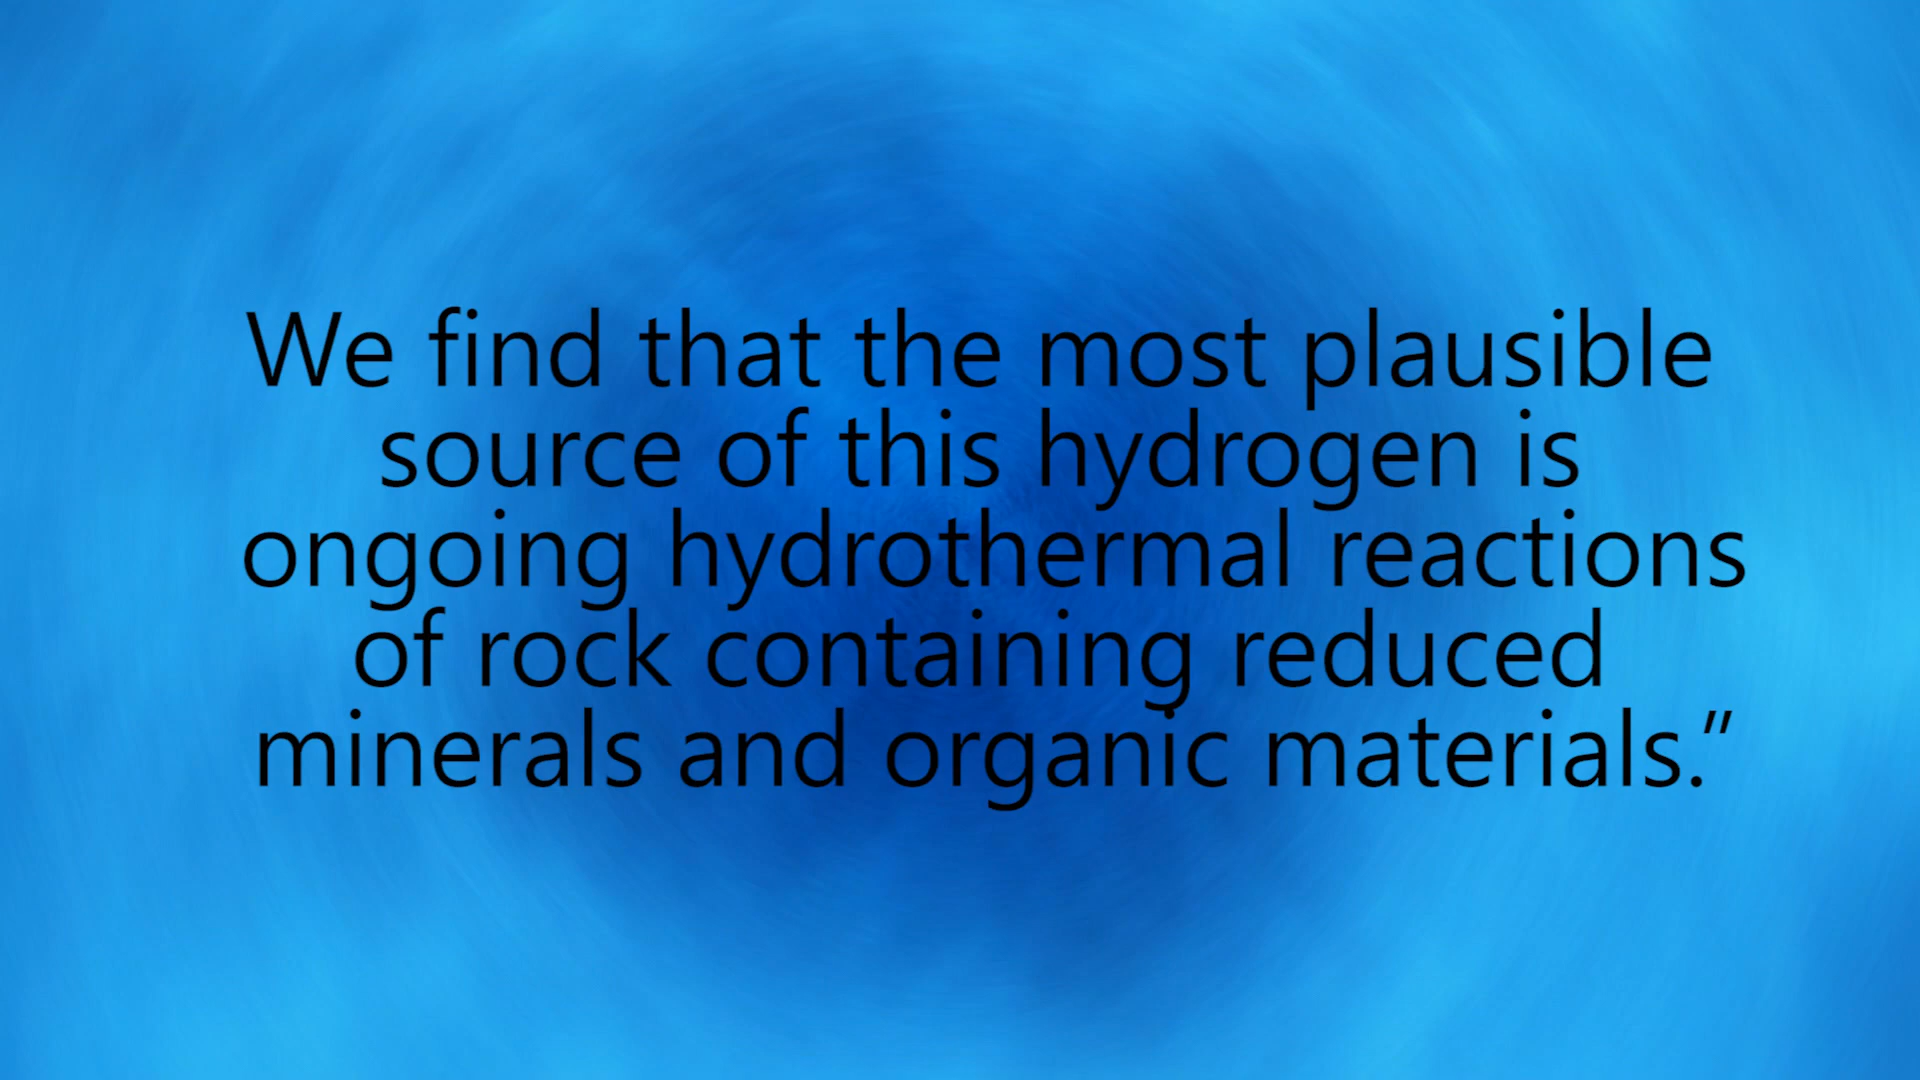 We find that the most plausible
source of this hydrogen is
ongoing hydrothermal reactions
of rock containing reduced
minerals and organic materials.”